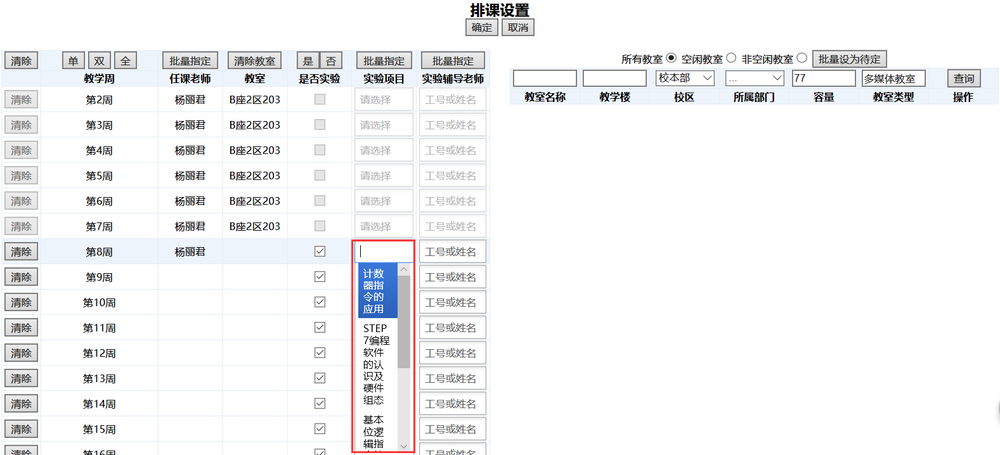 排课设置
确定 取消
清除 单 双 全 批量指定 清除教室 是 否 批量指定 批量指定
教学周 任课老师 教室 是否实验 实验项目 实验辅导老师
清除 第2周 杨丽君 B座2区203 请选择 工号或姓名
清除 第3周 杨丽君 B座2区203 请选择 工号或姓名
清除 第4周 杨丽君 B座2区203 请选择 工号或姓名
清除 第5周 杨丽君 B座2区203 请选择 工号或姓名
清除 第6周 杨丽君 B座2区203 请选择 工号或姓名
清除 第7周 杨丽君 B座2区203 请选择 工号或姓名
清除 第8周 杨丽君 工号或姓名
清除 第9周 工号或姓名
清除 第10周 工号或姓名
清除 第11周 工号或姓名
清除 第12周 工号或姓名
清除 第13周 工号或姓名
清除 第14周 工号或姓名
清除 第15周 工号或姓名
清除 第16周 工号或姓名
计数
器指
令的
应用
STEP
7编程
软件
的认
识及
硬件
组态
基本
位逻
辑指
所有教室 空闲教室 非空闲教室 批量设为待定
校本部 ... 77 多媒体教室 查询
教室名称 教学楼 校区 所属部门 容量 教室类型 操作